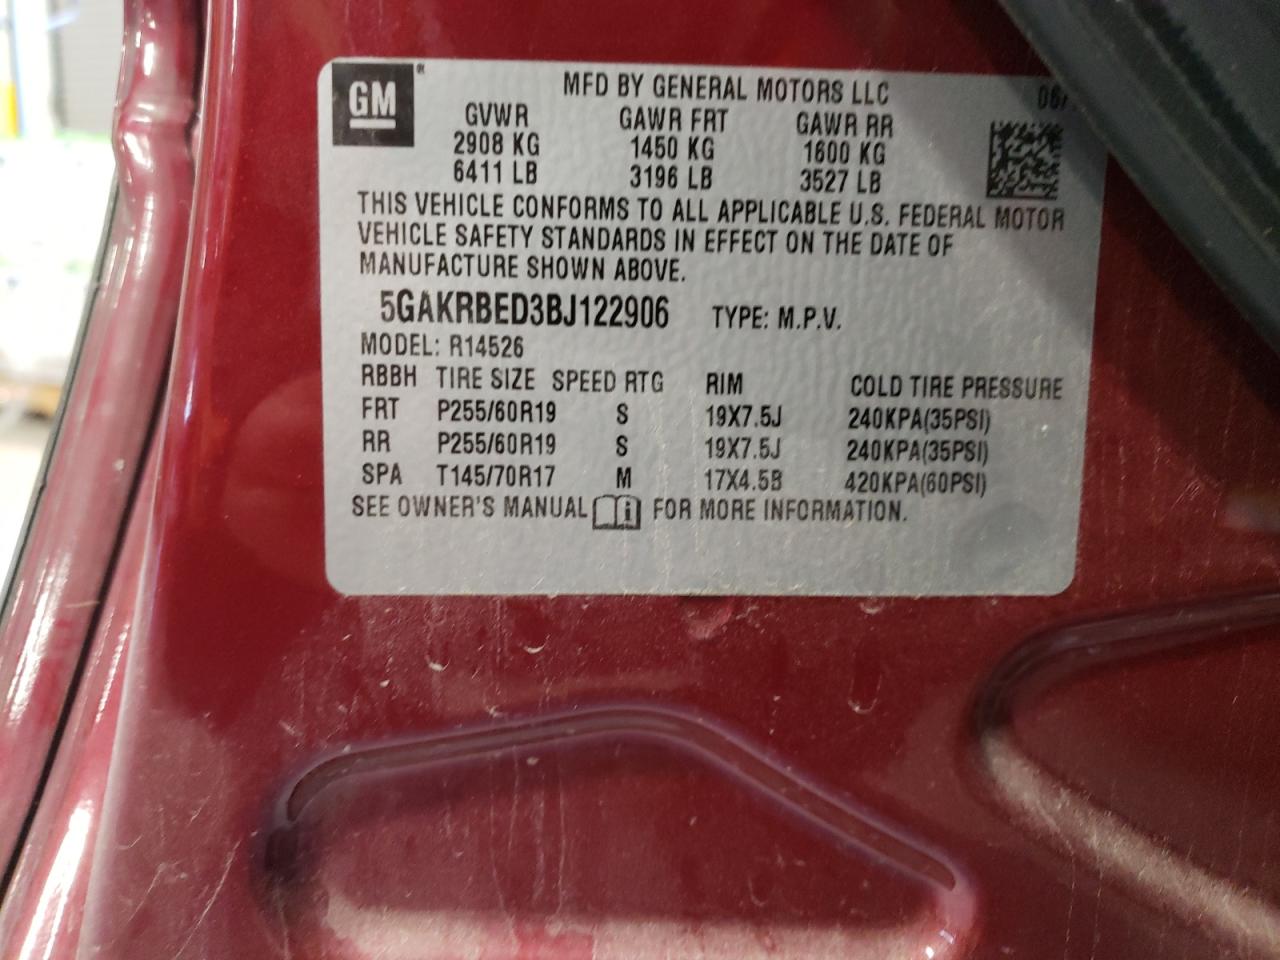 GM®
MFD BY GENERAL MOTORS LLC
GVWR GAWR FRT GAWR RR
2908 KG 1450 KG 1600 KG
6411 LB 3196 LB 3527 LB
THIS VEHICLE CONFORMS TO ALL APPLICABLE U.S. FEDERAL MOTOR
VEHICLE SAFETY STANDARDS IN EFFECT ON THE DATE OF
MANUFACTURE SHOWN ABOVE.
5GAKRBED3BJ122906 TYPE: M.P.V.
MODEL: R14526
RBBH TIRE SIZE SPEED RTG RIM COLD TIRE PRESSURE
FRT P255/60R19 S 19X7.5J 240KPA(35PSI)
RR P255/60R19 S 19X7.5J 240KPA(35PSI)
SPA T145/70R17 M 17X4.5B 420KPA(60PSI)
SEE OWNER'S MANUAL i FOR MORE INFORMATION.